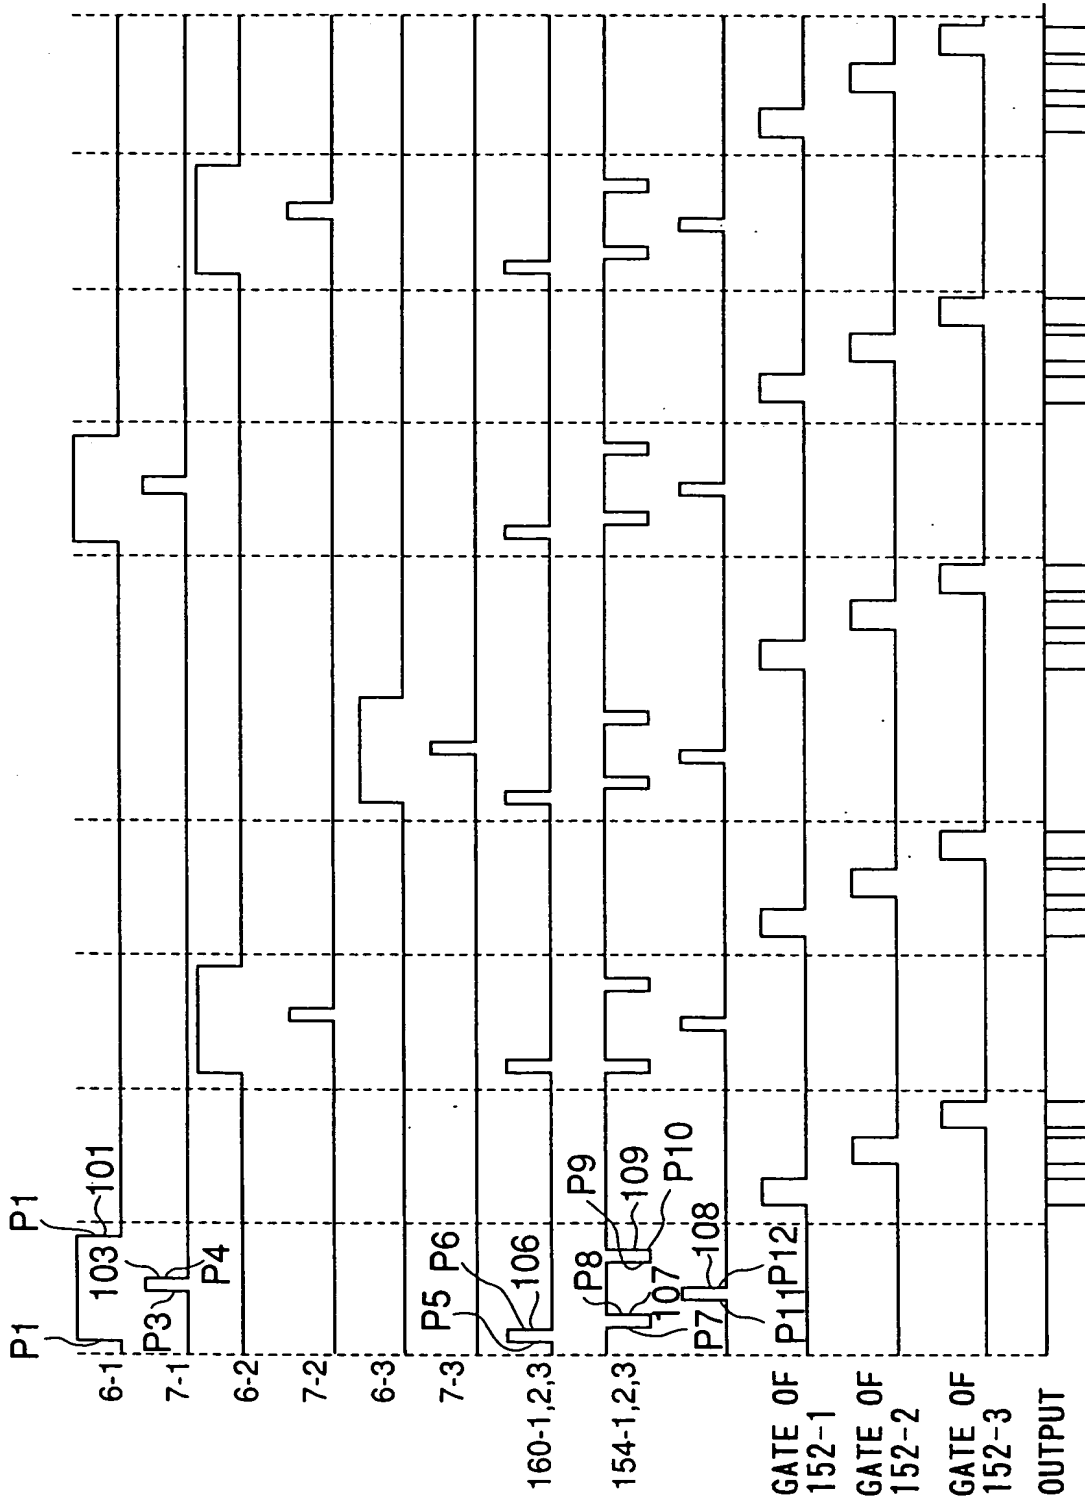 6-1
P1
P1
101
7-1
P3
103
P4
6-2
7-2
6-3
7-3
160-1,2,3
P5
P6
106
154-1,2,3
P7
P8
107
P9
109
P10
P11
108
P12
GATE OF
152-1
GATE OF
152-2
GATE OF
152-3
OUTPUT